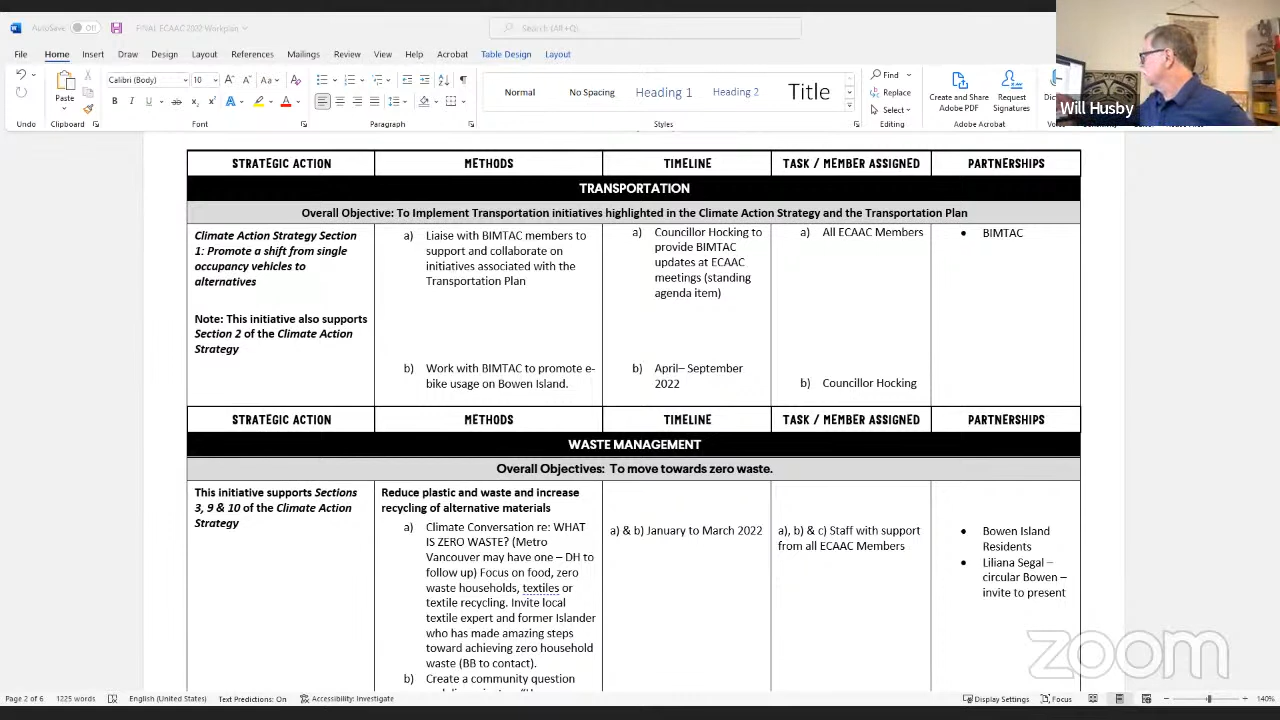 AutoSave Off FINAL ECAAC 2022 Workplan
Search (Alt+Q)
File Home Insert Draw Design Layout References Mailings Review View Help Acrobat Table Design Layout
Calibri (Body) 10
Paste
Normal No Spacing Heading 1 Heading 2 Title
Find
Replace
Select
Create and Share Adobe PDF
Request Signatures
Undo Clipboard Font Paragraph Styles Editing Adobe Acrobat
Will Husby
STRATEGIC ACTION METHODS TIMELINE TASK / MEMBER ASSIGNED PARTNERSHIPS
TRANSPORTATION
Overall Objective: To Implement Transportation initiatives highlighted in the Climate Action Strategy and the Transportation Plan
Climate Action Strategy Section
1: Promote a shift from single
occupancy vehicles to
alternatives
Note: This initiative also supports
Section 2 of the Climate Action
Strategy
a) Liaise with BIMTAC members to
support and collaborate on
initiatives associated with the
Transportation Plan
b) Work with BIMTAC to promote e-
bike usage on Bowen Island.
a) Councillor Hocking to
provide BIMTAC
updates at ECAAC
meetings (standing
agenda item)
b) April– September
2022
a) All ECAAC Members
b) Councillor Hocking
• BIMTAC
STRATEGIC ACTION METHODS TIMELINE TASK / MEMBER ASSIGNED PARTNERSHIPS
WASTE MANAGEMENT
Overall Objectives: To move towards zero waste.
This initiative supports Sections
3, 9 & 10 of the Climate Action
Strategy
Reduce plastic and waste and increase
recycling of alternative materials
a) Climate Conversation re: WHAT
IS ZERO WASTE? (Metro
Vancouver may have one – DH to
follow up) Focus on food, zero
waste households, textiles or
textile recycling. Invite local
textile expert and former Islander
who has made amazing steps
toward achieving zero household
waste (BB to contact).
b) Create a community question
a) & b) January to March 2022
a), b) & c) Staff with support
from all ECAAC Members
• Bowen Island
Residents
• Liliana Segal –
circular Bowen –
invite to present
zoom
Page 2 of 6 1225 words English (United States) Text Predictions: On Accessibility: Investigate Display Settings Focus 140%